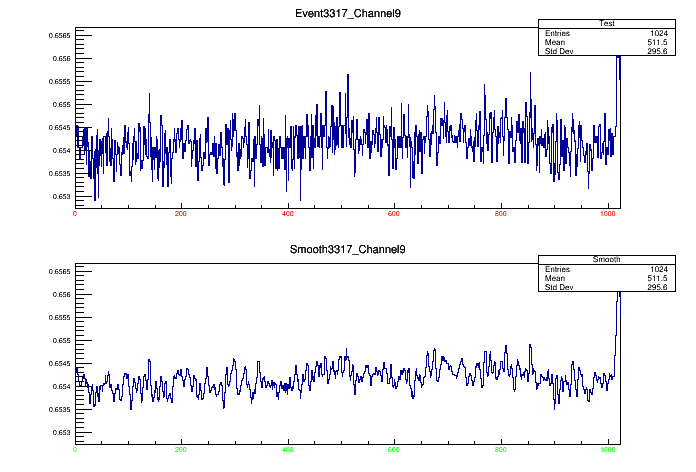 Event3317_Channel9
Test
Entries 1024
Mean 511.5
Std Dev 295.6
0.6565
0.656
0.6555
0.655
0.6545
0.654
0.6535
0.653
0 200 400 600 800 1000
Smooth3317_Channel9
Smooth
Entries 1024
Mean 511.5
Std Dev 295.6
0.6565
0.656
0.6555
0.655
0.6545
0.654
0.6535
0.653
0 200 400 600 800 1000